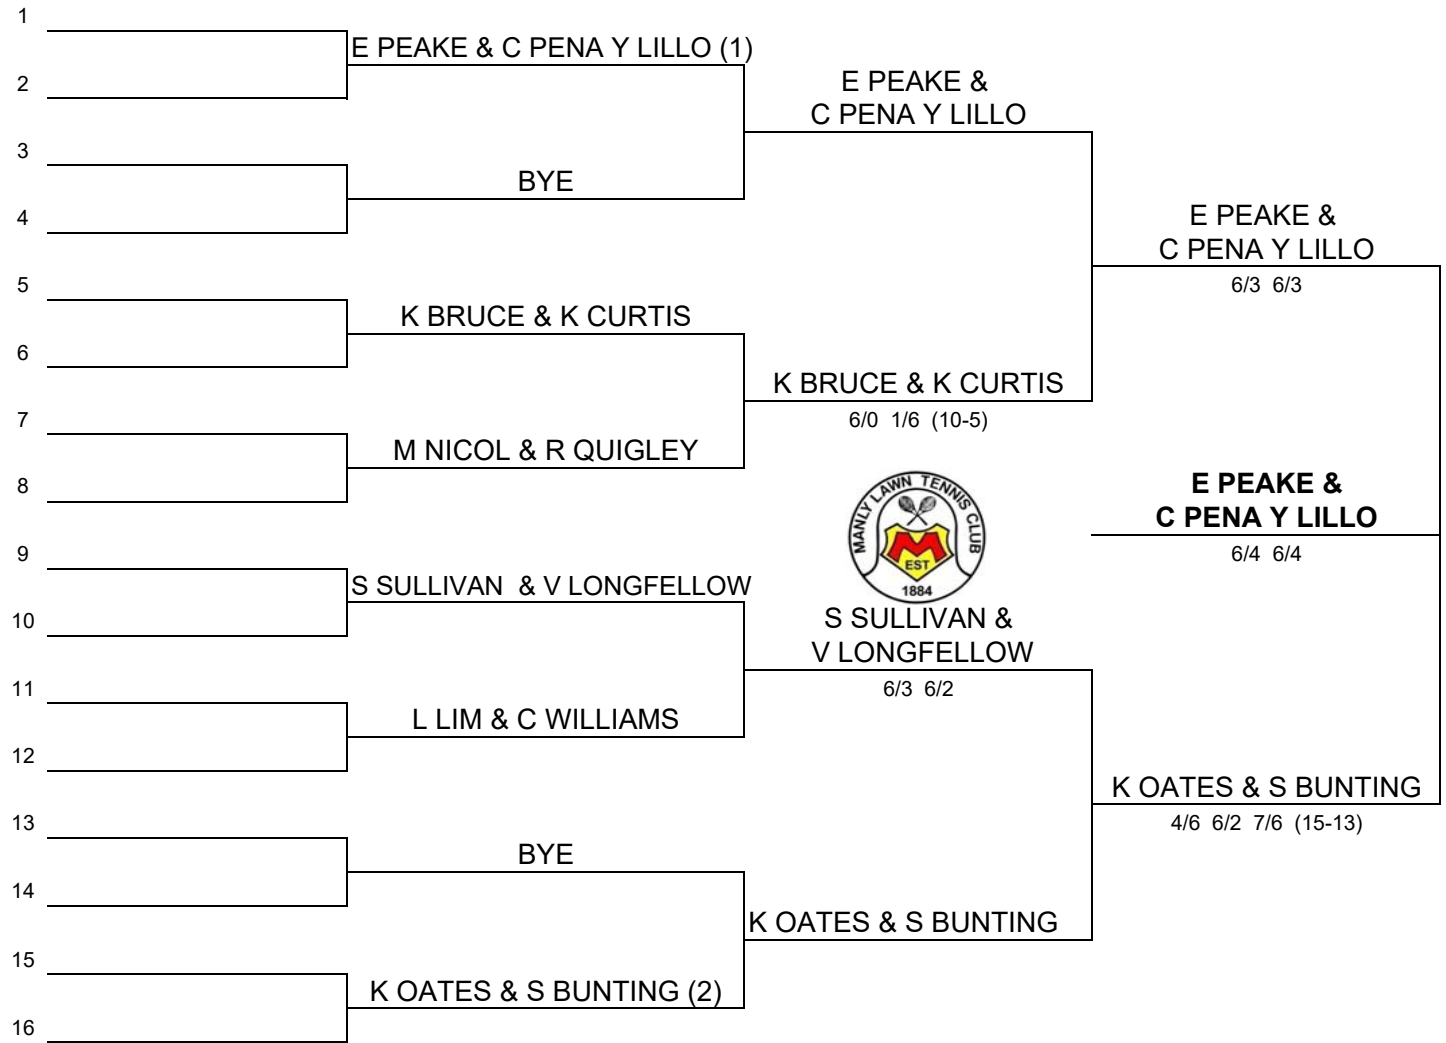 1
E PEAKE & C PENA Y LILLO (1)
2
E PEAKE &
C PENA Y LILLO
3
BYE
4
E PEAKE &
C PENA Y LILLO
6/3 6/3
5
K BRUCE & K CURTIS
6
K BRUCE & K CURTIS
6/0 1/6 (10-5)
7
M NICOL & R QUIGLEY
8
MANLY LAWN TENNIS CLUB
M
EST
1884
E PEAKE &
C PENA Y LILLO
6/4 6/4
9
S SULLIVAN & V LONGFELLOW
10
S SULLIVAN &
V LONGFELLOW
6/3 6/2
11
L LIM & C WILLIAMS
12
K OATES & S BUNTING
4/6 6/2 7/6 (15-13)
13
BYE
14
K OATES & S BUNTING
15
K OATES & S BUNTING (2)
16